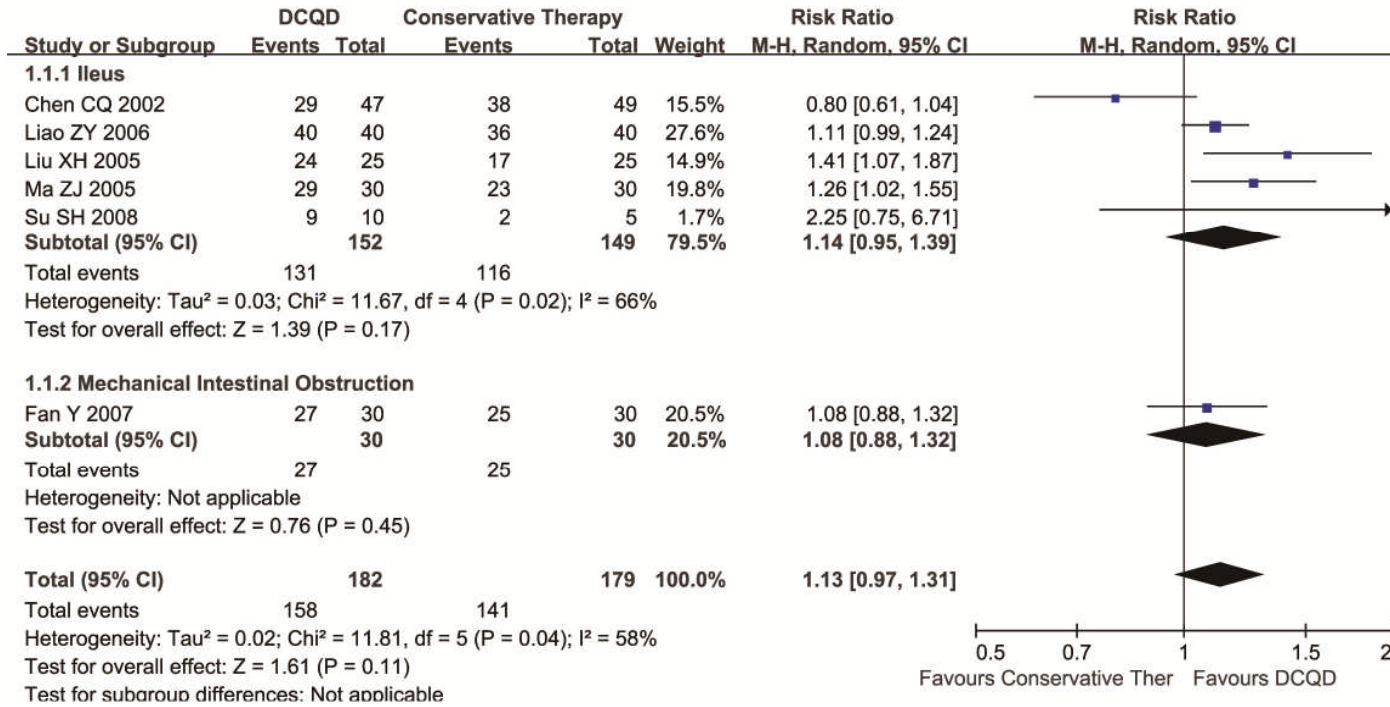 DCQD Conservative Therapy Risk Ratio Risk Ratio
Study or Subgroup Events Total Events Total Weight M-H, Random, 95% CI M-H, Random, 95% CI
1.1.1 Ileus
Chen CQ 2002 29 47 38 49 15.5% 0.80 [0.61, 1.04]
Liao ZY 2006 40 40 36 40 27.6% 1.11 [0.99, 1.24]
Liu XH 2005 24 25 17 25 14.9% 1.41 [1.07, 1.87]
Ma ZJ 2005 29 30 23 30 19.8% 1.26 [1.02, 1.55]
Su SH 2008 9 10 2 5 1.7% 2.25 [0.75, 6.71]
Subtotal (95% CI) 152 149 79.5% 1.14 [0.95, 1.39]
Total events 131 116
Heterogeneity: Tau² = 0.03; Chi² = 11.67, df = 4 (P = 0.02); I² = 66%
Test for overall effect: Z = 1.39 (P = 0.17)
1.1.2 Mechanical Intestinal Obstruction
Fan Y 2007 27 30 25 30 20.5% 1.08 [0.88, 1.32]
Subtotal (95% CI) 30 30 20.5% 1.08 [0.88, 1.32]
Total events 27 25
Heterogeneity: Not applicable
Test for overall effect: Z = 0.76 (P = 0.45)
Total (95% CI) 182 179 100.0% 1.13 [0.97, 1.31]
Total events 158 141
Heterogeneity: Tau² = 0.02; Chi² = 11.81, df = 5 (P = 0.04); I² = 58%
Test for overall effect: Z = 1.61 (P = 0.11)
Test for subgroup differences: Not applicable
0.5 0.7 1 1.5 2
Favours Conservative Ther Favours DCQD